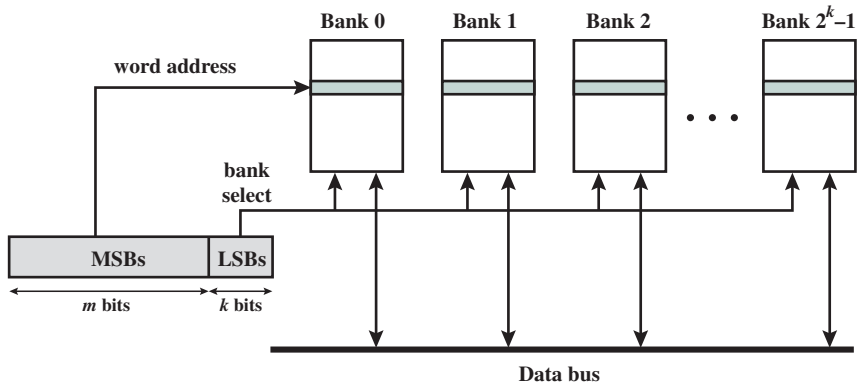 Bank 0
Bank 1
Bank 2
Bank 2^k–1
word address
• • •
bank
select
MSBs
LSBs
m bits
k bits
Data bus